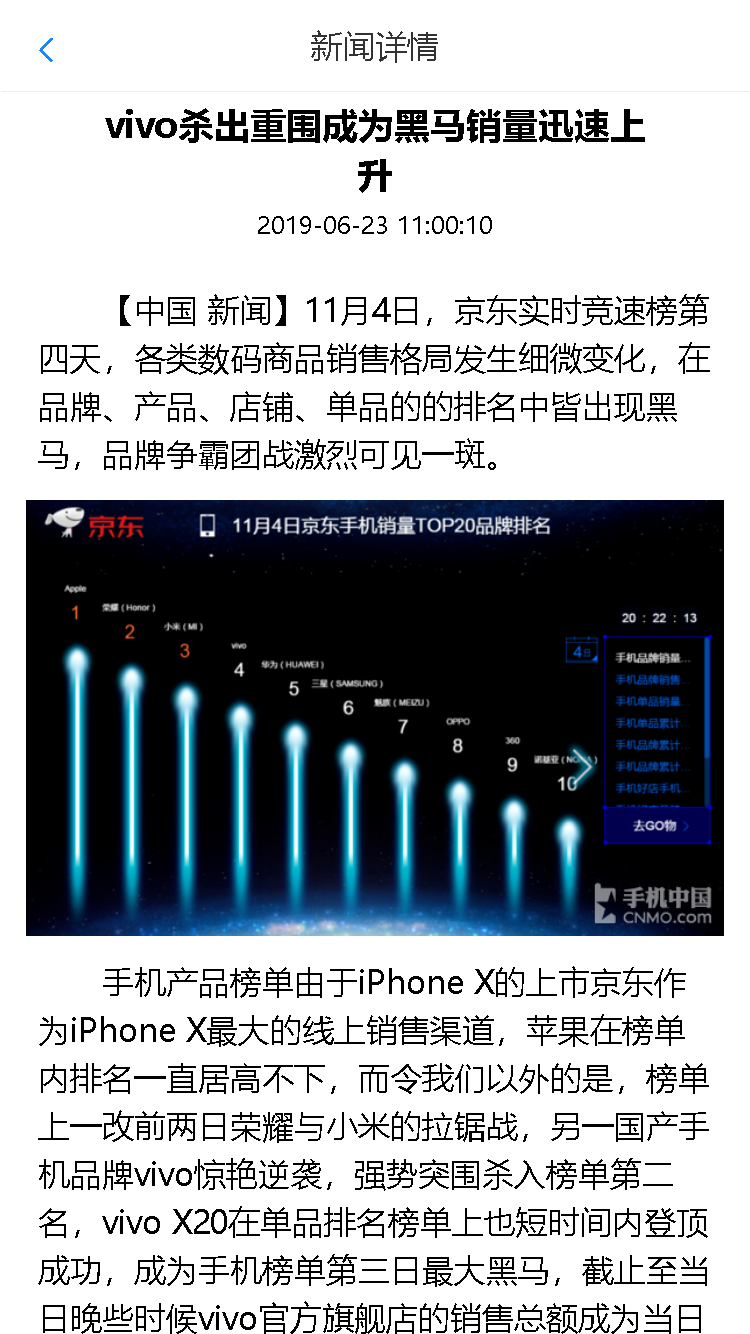 新闻详情
vivo杀出重围成为黑马销量迅速上
升
2019-06-23 11:00:10
【中国 新闻】11月4日，京东实时竞速榜第
四天，各类数码商品销售格局发生细微变化，在
品牌、产品、店铺、单品的的排名中皆出现黑
马，品牌争霸团战激烈可见一斑。
京东
11月4日京东手机销量TOP20品牌排名
Apple
1
荣耀（Honor）
2
小米（MI）
3
vivo
4
华为（HUAWEI）
5
三星（SAMSUNG）
6
魅族（MEIZU）
7
OPPO
8
360
9
诺基亚（NOKIA）
10
20 : 22 : 13
4日
手机品牌销量...
手机品牌销售...
手机单品销量...
手机单品累计...
手机品牌累计...
手机品牌累计...
手机好店手机...
去GO物 >
手机中国
CNMO.com
手机产品榜单由于iPhone X的上市京东作
为iPhone X最大的线上销售渠道，苹果在榜单
内排名一直居高不下，而令我们以外的是，榜单
上一改前两日荣耀与小米的拉锯战，另一国产手
机品牌vivo惊艳逆袭，强势突围杀入榜单第二
名，vivo X20在单品排名榜单上也短时间内登顶
成功，成为手机榜单第三日最大黑马，截止至当
日晚些时候vivo官方旗舰店的销售总额成为当日